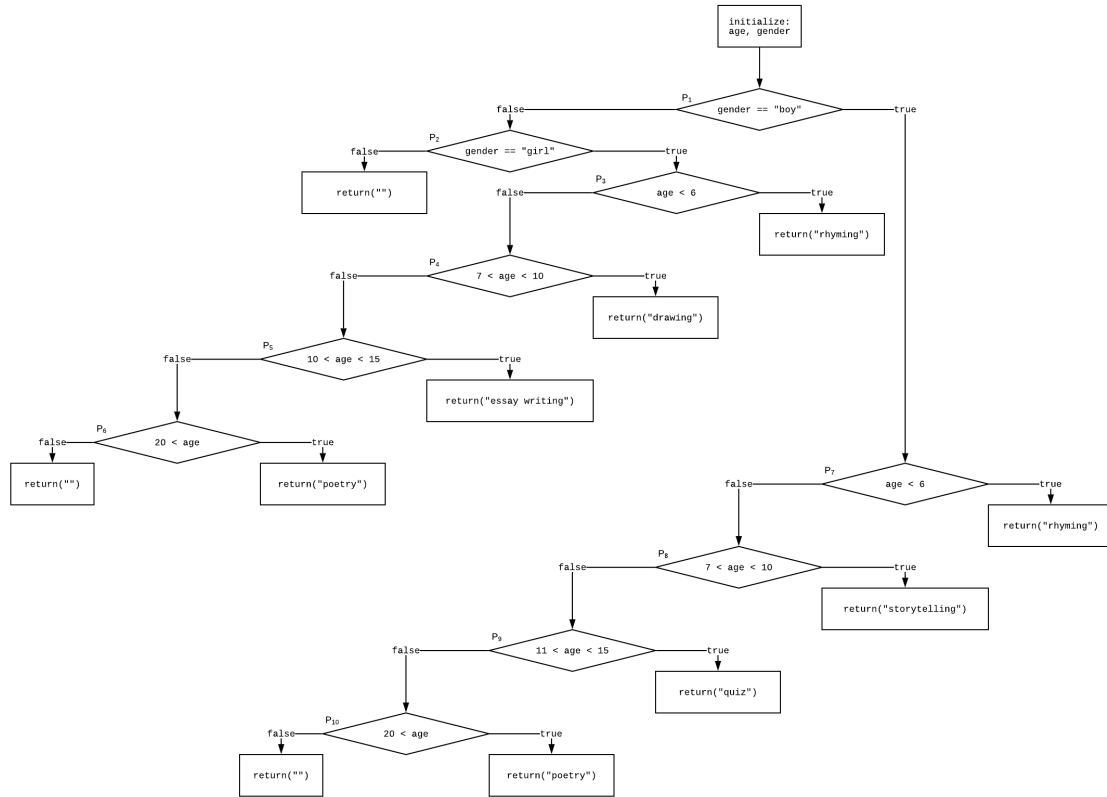 initialize:
age, gender
P1
false
gender == "boy"
true
P2
false
gender == "girl"
true
return("")
P3
false
age < 6
true
return("rhyming")
P4
false
7 < age < 10
true
return("drawing")
P5
false
10 < age < 15
true
return("essay writing")
P6
false
20 < age
true
return("")
return("poetry")
P7
false
age < 6
true
return("rhyming")
P8
false
7 < age < 10
true
return("storytelling")
P9
false
11 < age < 15
true
return("quiz")
P10
false
20 < age
true
return("")
return("poetry")